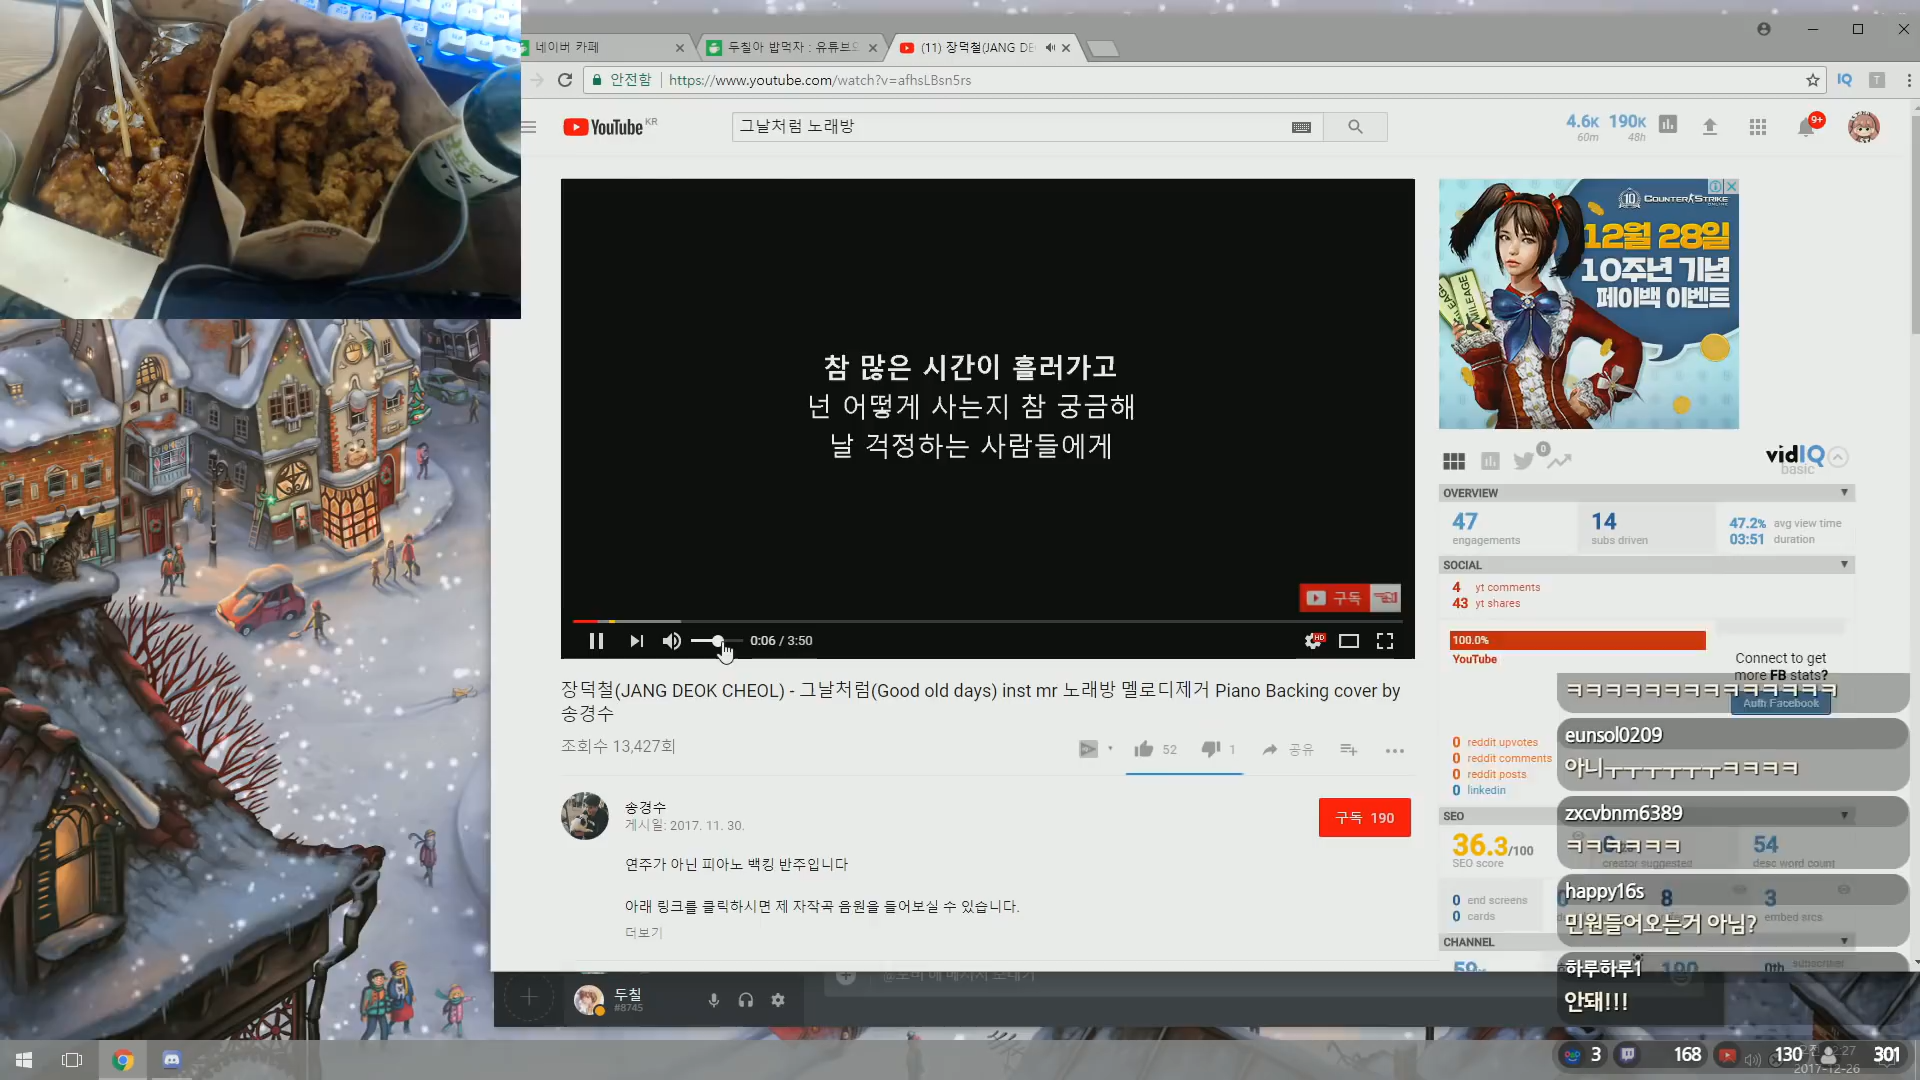 네이버 카페
두칠아 밥먹자 : 유튜브
(11) 장덕철(JANG DE
안전함
https://www.youtube.com/watch?v=afhsLBsn5rs
IQ
T
YouTube KR
그날처럼 노래방
4.6K 190K
60m 48h
9+
참 많은 시간이 흘러가고
넌 어떻게 사는지 참 궁금해
날 걱정하는 사람들에게
구독
0:06 / 3:50
HD
10 COUNTER STRIKE ONLINE
12월 28일
10주년 기념
페이백 이벤트
MILEAGE
장덕철(JANG DEOK CHEOL) - 그날처럼(Good old days) inst mr 노래방 멜로디제거 Piano Backing cover by
송경수
조회수 13,427회
52
1
공유
송경수
게시일: 2017. 11. 30.
구독 190
연주가 아닌 피아노 백킹 반주입니다
아래 링크를 클릭하시면 제 자작곡 음원을 들어보실 수 있습니다.
더보기
0
vidIQ
basic
OVERVIEW
47
engagements
14
subs driven
47.2% avg view time
03:51 duration
SOCIAL
4 yt comments
43 yt shares
100.0%
YouTube
Connect to get
more FB stats?
Auth Facebook
0 reddit upvotes
0 reddit comments
0 reddit posts
0 linkedin
SEO
36.3/100
SEO score
creator suggested
54
desc word count
0 end screens
0 cards
8
3
embed srcs
CHANNEL
ㅋㅋㅋㅋㅋㅋㅋㅋㅋㅋㅋㅋㅋㅋ
eunsol0209
아니ㅜㅜㅜㅜㅜㅜㅋㅋㅋㅋ
zxcvbnm6389
ㅋㅋㅋㅋㅋㅋ
happy16s
민원들어오는거 아님?
하루하루1
안돼!!!
두칠
#8745
3
168
130
301
2017-12-26